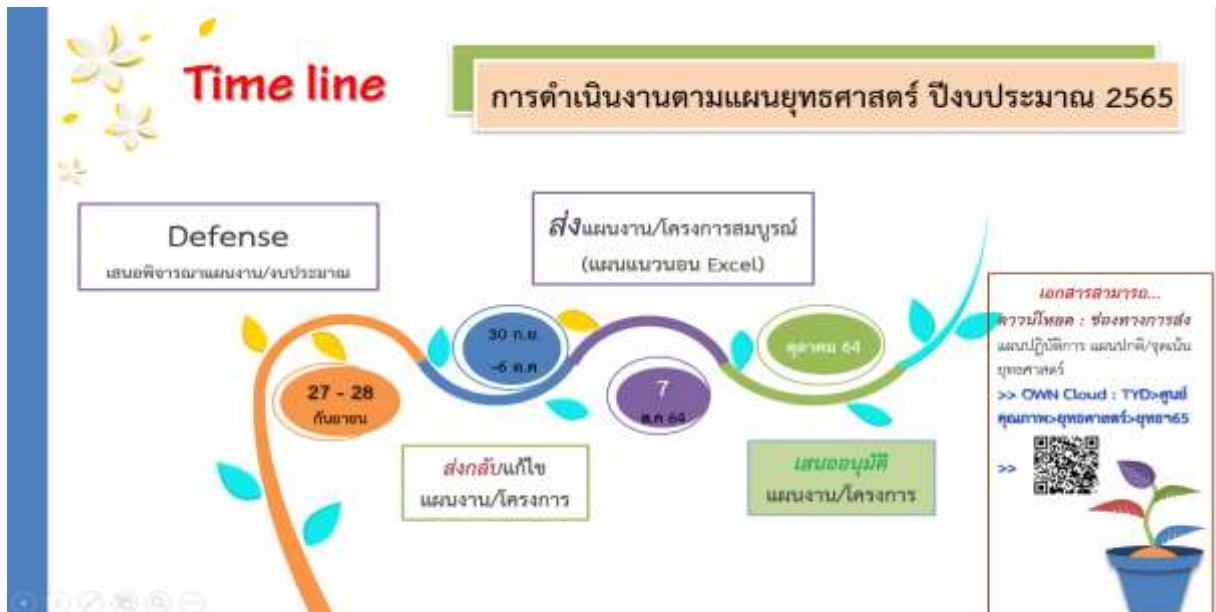 Time line
การดำเนินงานตามแผนยุทธศาสตร์ ปีงบประมาณ 2565
Defense
เสนอพิจารณาแผนงาน/งบประมาณ
ส่งแผนงาน/โครงการสมบูรณ์
(แผนแนวนอน Excel)
27 - 28
กันยายน
30 ก.ย.
-6 ต.ค
7
ต.ค 64
ตุลาคม 64
ส่งกลับแก้ไข
แผนงาน/โครงการ
เสนออนุมัติ
แผนงาน/โครงการ
เอกสารสามารถ...
ดาวน์โหลด : ช่องทางการส่ง
แผนปฏิบัติการ แผนปกติ/จุดเน้น
ยุทธศาสตร์
>> OWN Cloud : TYD>ศูนย์
คุณภาพ>ยุทธศาสตร์>ยุทธฯ65
>>